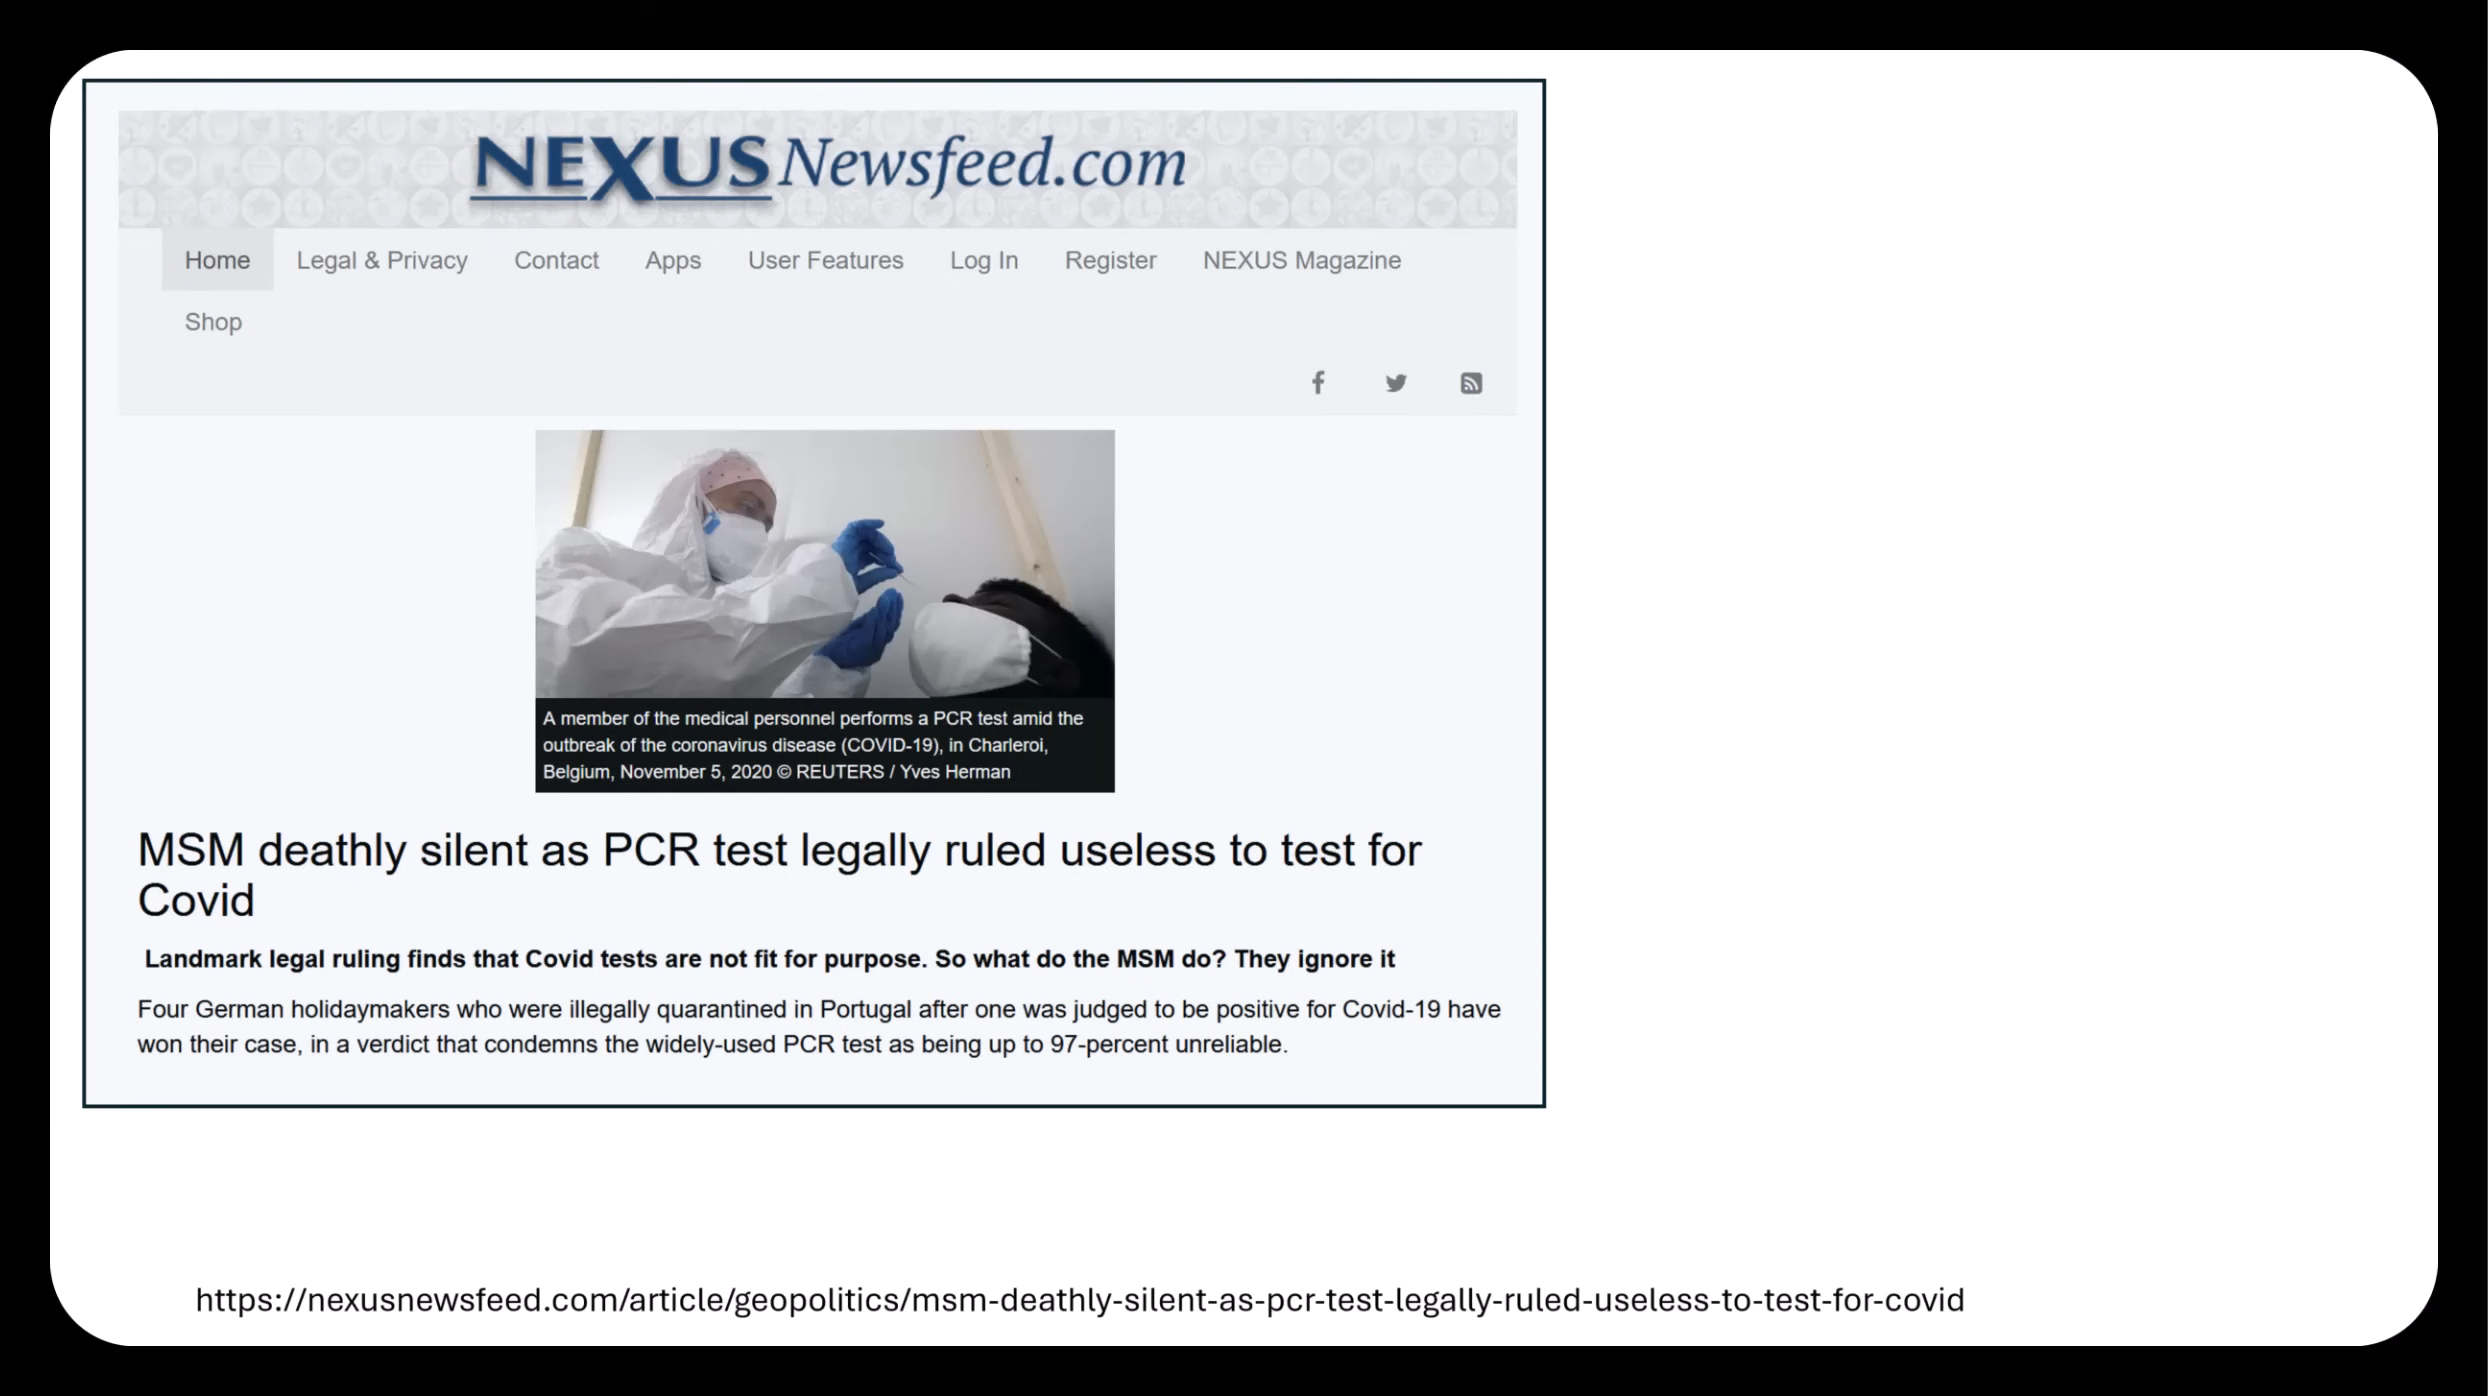 NEXUS Newsfeed.com
Home Legal & Privacy Contact Apps User Features Log In Register NEXUS Magazine
Shop
A member of the medical personnel performs a PCR test amid the
outbreak of the coronavirus disease (COVID-19), in Charleroi,
Belgium, November 5, 2020 © REUTERS / Yves Herman
MSM deathly silent as PCR test legally ruled useless to test for
Covid
Landmark legal ruling finds that Covid tests are not fit for purpose. So what do the MSM do? They ignore it
Four German holidaymakers who were illegally quarantined in Portugal after one was judged to be positive for Covid-19 have
won their case, in a verdict that condemns the widely-used PCR test as being up to 97-percent unreliable.
https://nexusnewsfeed.com/article/geopolitics/msm-deathly-silent-as-pcr-test-legally-ruled-useless-to-test-for-covid